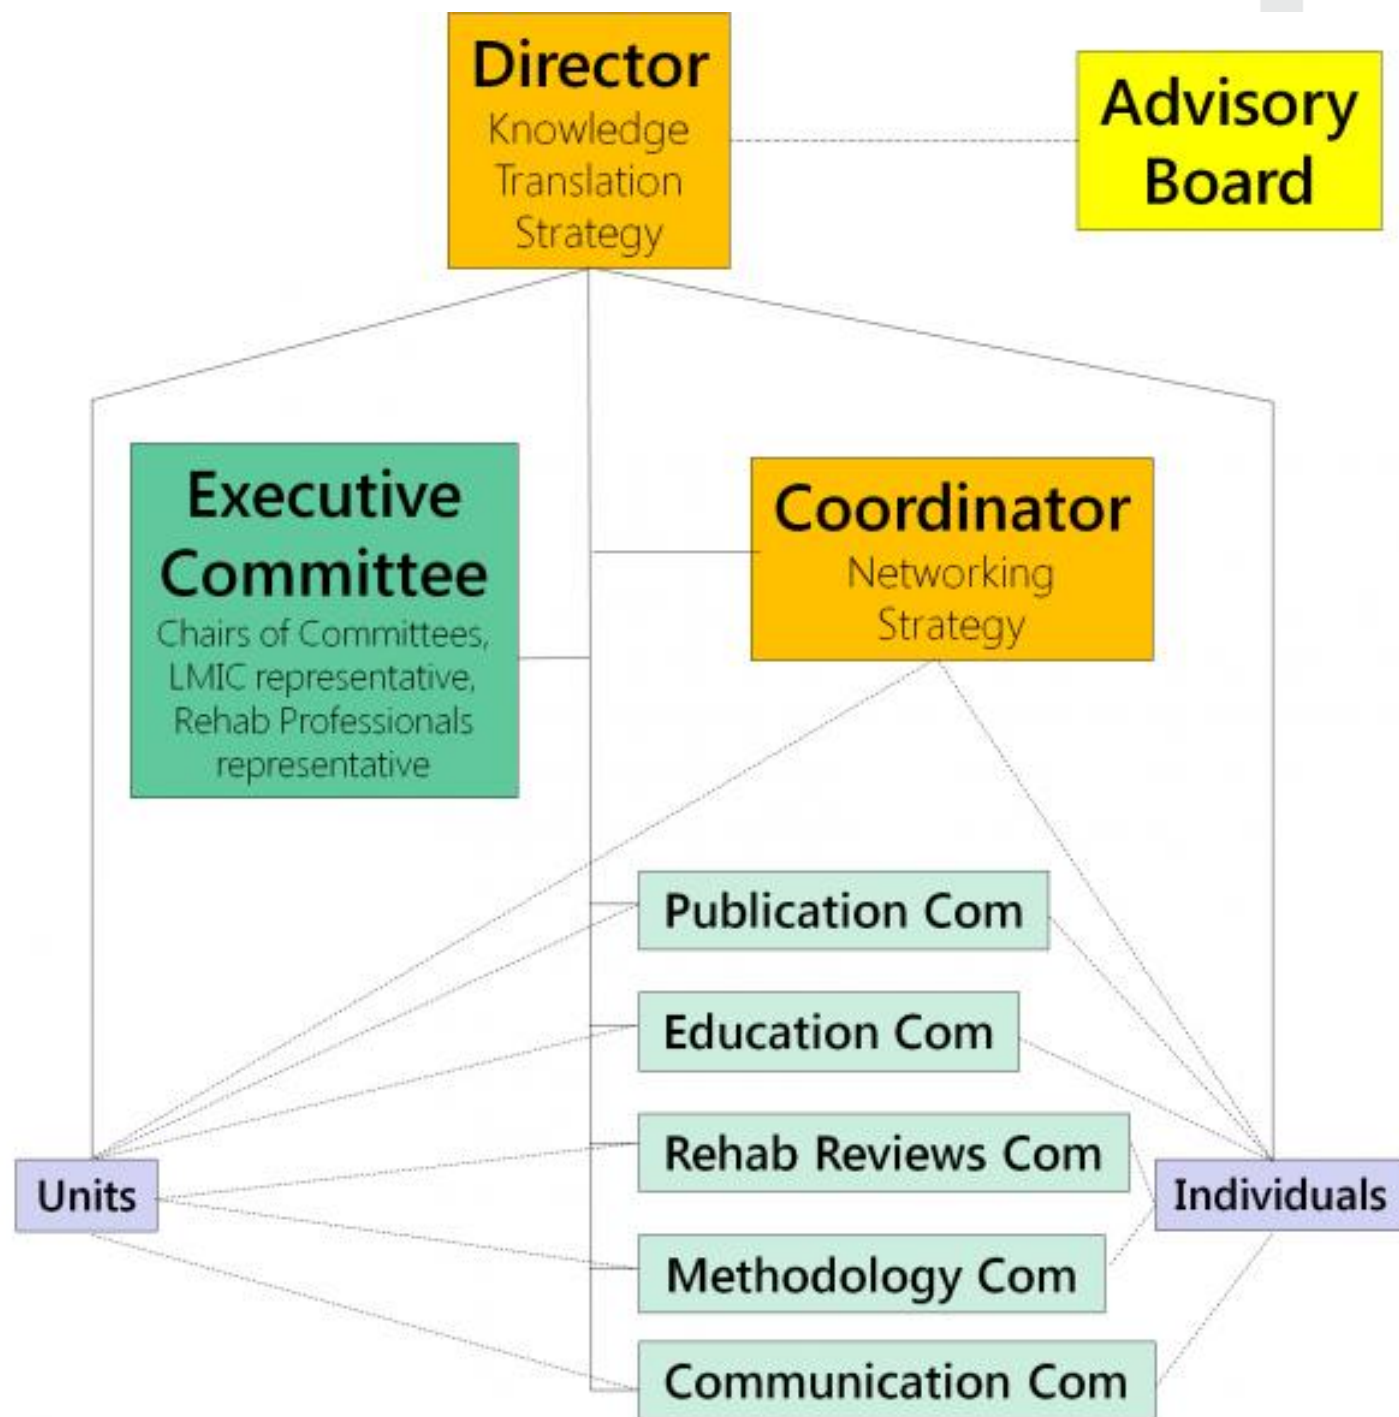 Director
Knowledge
Translation
Strategy
Advisory
Board
Executive
Committee
Chairs of Committees,
LMIC representative,
Rehab Professionals
representative
Coordinator
Networking
Strategy
Publication Com
Education Com
Rehab Reviews Com
Units
Individuals
Methodology Com
Communication Com